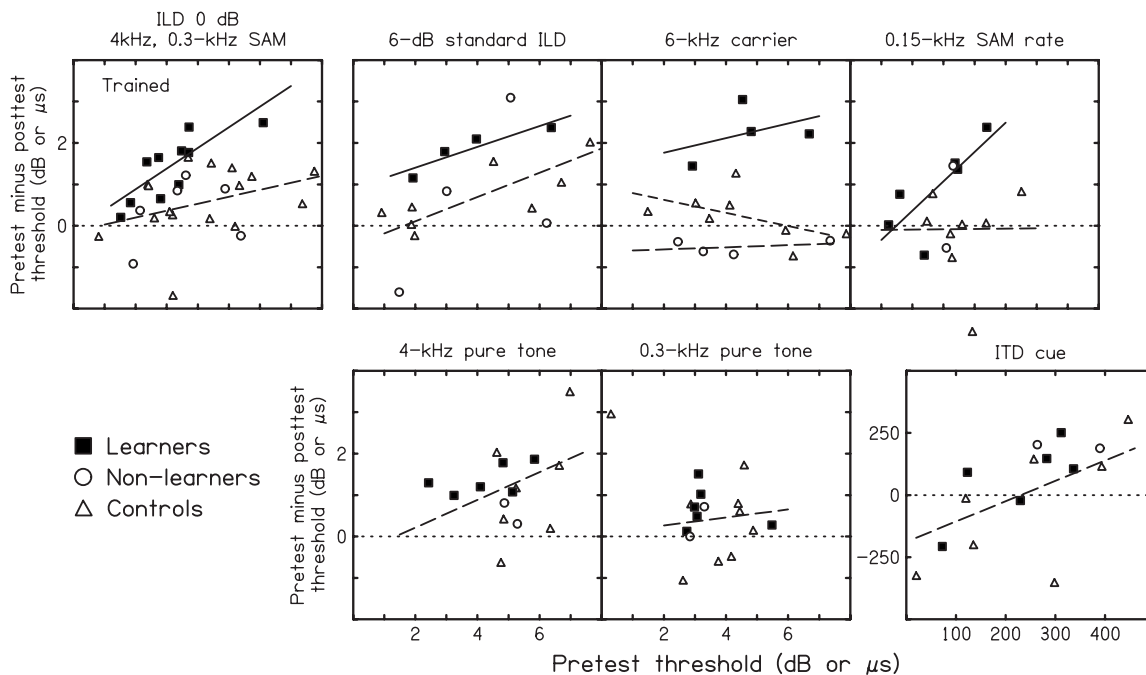 ILD 0 dB
4kHz, 0.3-kHz SAM
6-dB standard ILD
6-kHz carrier
0.15-kHz SAM rate
Trained
Pretest minus posttest
threshold (dB or µs)
2
0
4-kHz pure tone
0.3-kHz pure tone
ITD cue
Learners
Non-learners
Controls
Pretest minus posttest
threshold (dB or µs)
2
0
250
0
−250
2 4 6
2 4 6
100 200 300 400
Pretest threshold (dB or µs)